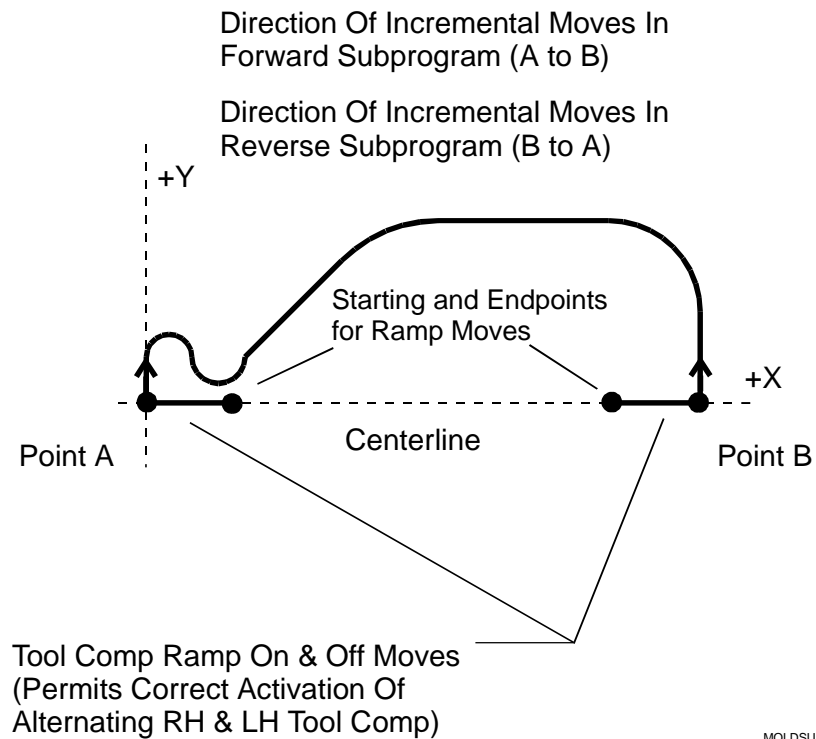 Direction Of Incremental Moves In
Forward Subprogram (A to B)
Direction Of Incremental Moves In
Reverse Subprogram (B to A)
+Y
Starting and Endpoints
for Ramp Moves
+X
Centerline
Point A
Point B
Tool Comp Ramp On & Off Moves
(Permits Correct Activation Of
Alternating RH & LH Tool Comp)
MOLDSU